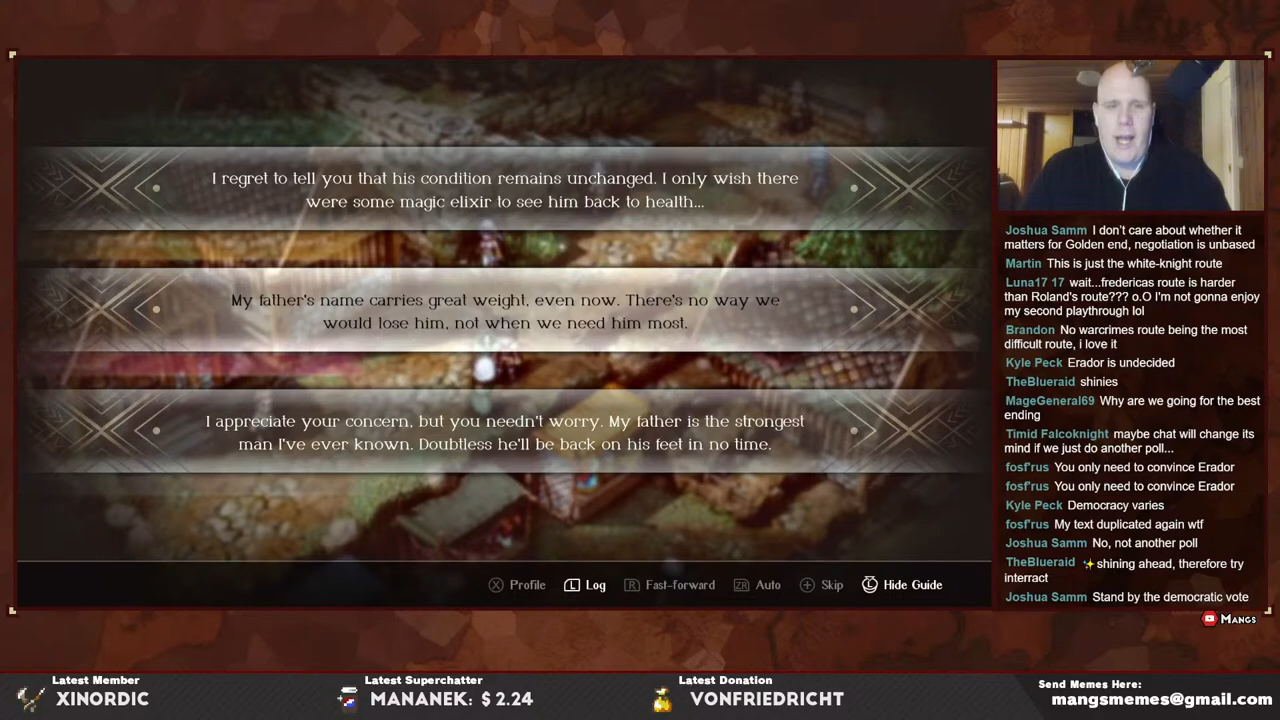 I regret to tell you that his condition remains unchanged. I only wish there
were some magic elixir to see him back to health...
My father's name carries great weight, even now. There's no way we
would lose him, not when we need him most.
I appreciate your concern, but you needn't worry. My father is the strongest
man I've ever known. Doubtless he'll be back on his feet in no time.
X Profile L Log R Fast-forward ZR Auto + Skip L Hide Guide
Joshua Samm I don't care about whether it
matters for Golden end, negotiation is unbased
Martin This is just the white-knight route
Luna17 17 wait...fredericas route is harder
than Roland's route??? o.O I'm not gonna enjoy
my second playthrough lol
Brandon No warcrimes route being the most
difficult route, i love it
Kyle Peck Erador is undecided
TheBlueraid shinies
MageGeneral69 Why are we going for the best
ending
Timid Falcoknight maybe chat will change its
mind if we just do another poll...
fosf'rus You only need to convince Erador
fosf'rus You only need to convince Erador
Kyle Peck Democracy varies
fosf'rus My text duplicated again wtf
Joshua Samm No, not another poll
TheBlueraid ✨shining ahead, therefore try
interract
Joshua Samm Stand by the democratic vote
MANGS
Latest Member
XINORDIC
Latest Superchatter
MANANEK: $ 2.24
Latest Donation
VONFRIEDRICHT
Send Memes Here:
mangsmemes@gmail.com